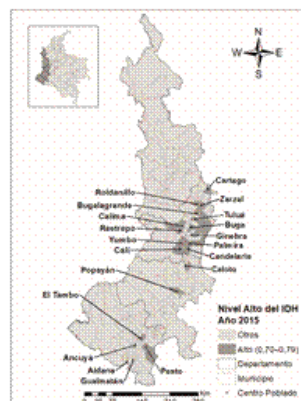 N
W E
S
Cartago
Roldanillo
Zarzal
Bugalagrande
Tuluá
Calima
Buga
Restrepo
Ginebra
Yumbo
Palmira
Cali
Candelaria
Caloto
Popayán
El Tambo
Nivel Alto del IDH
Año 2015
Otros
Alto (0,70-0,79)
Departamento
Municipio
Centro Poblado
Ancuya
Aldana
Gualmatán
Pasto
Km